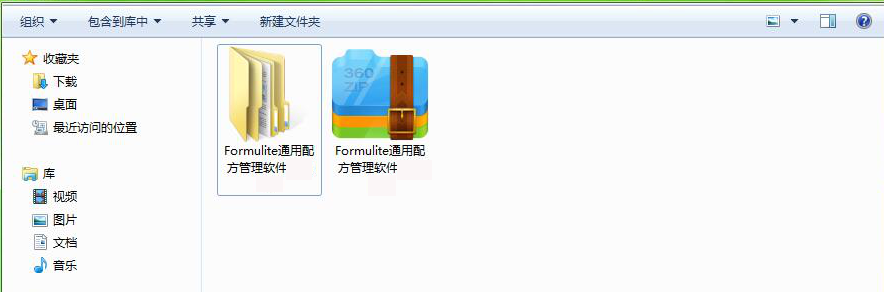 组织 包含到库中 共享 新建文件夹
收藏夹
下载
桌面
最近访问的位置
库
视频
图片
文档
音乐
360
ZIP
Formulite通用配
方管理软件
Formulite通用配
方管理软件